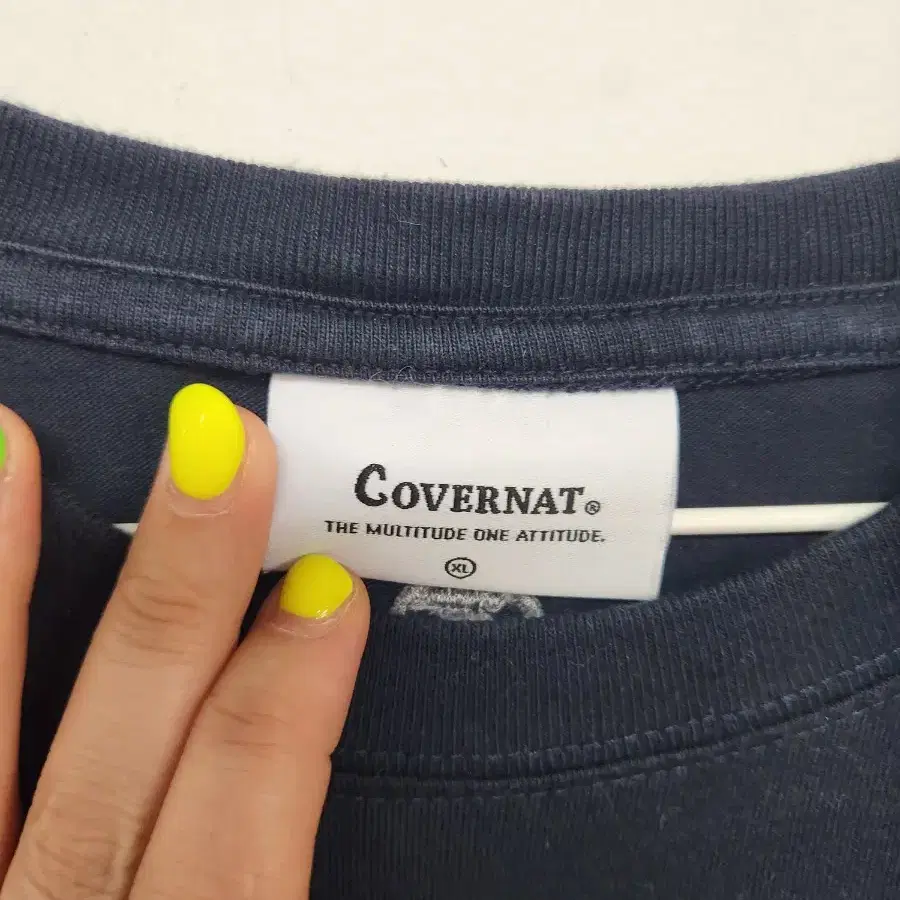 COVERNAT®
THE MULTITUDE ONE ATTITUDE.
XL